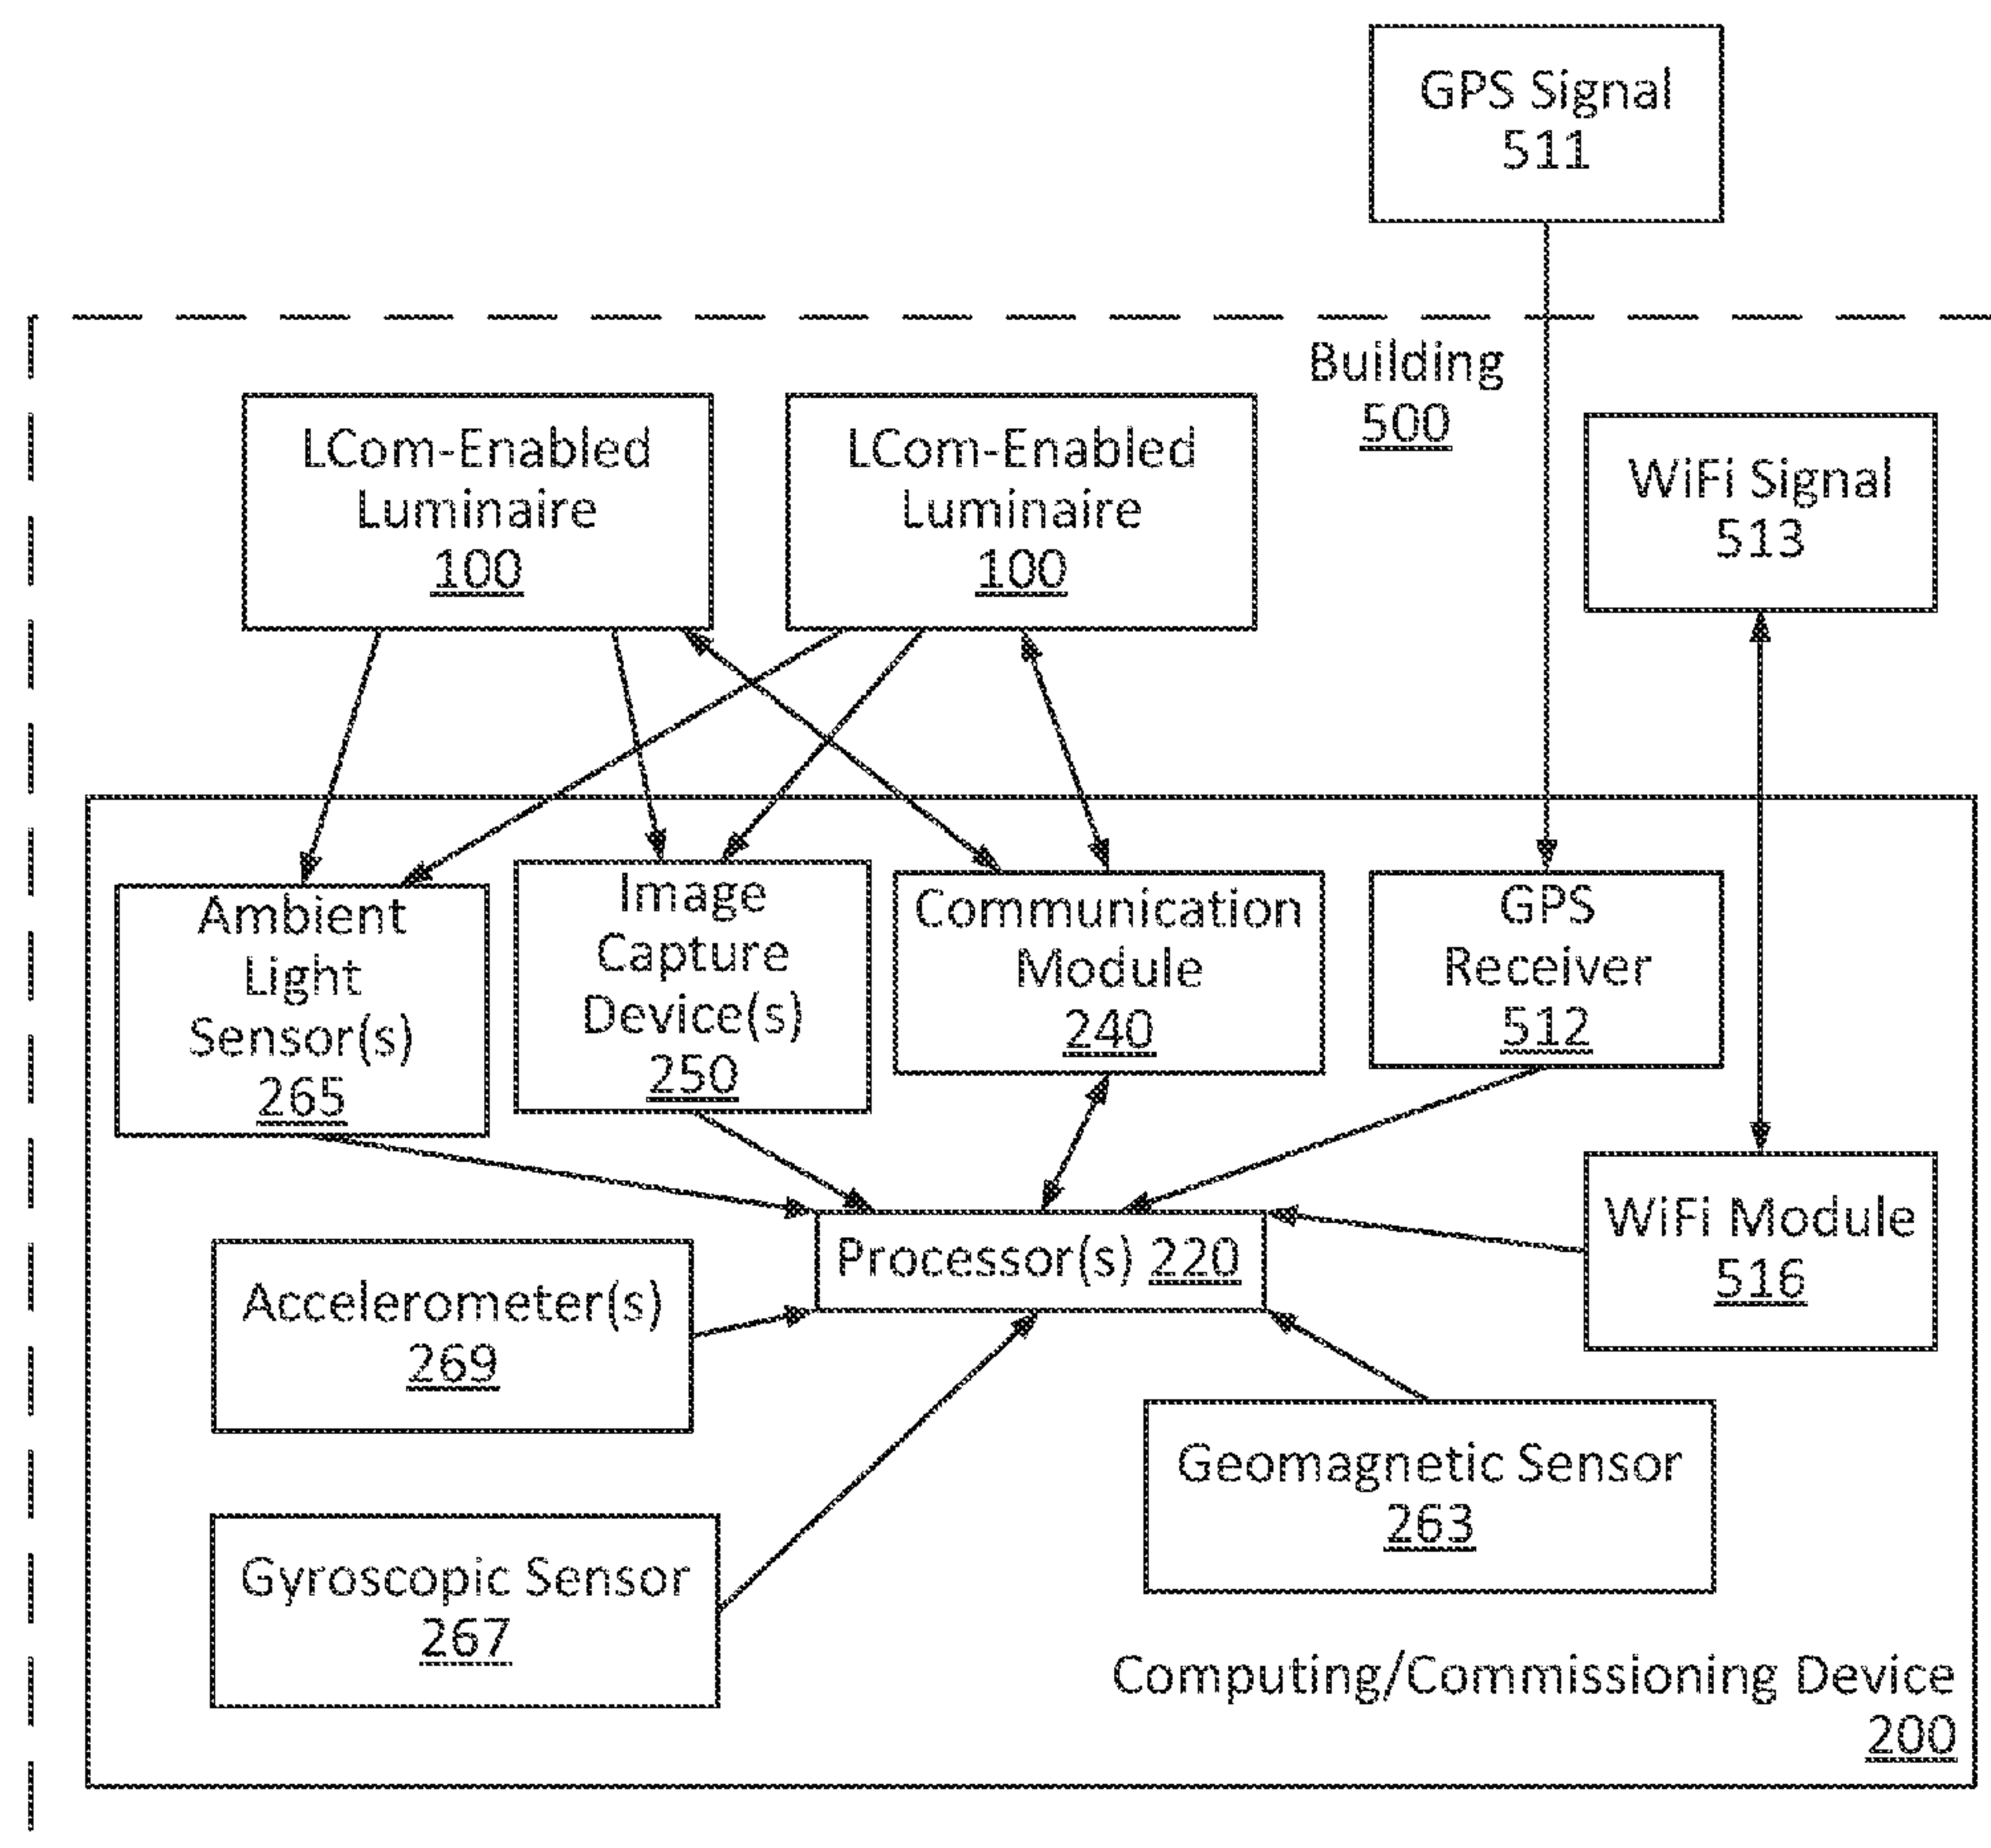 GPS Signal
511
Building
500
LCom-Enabled
Luminaire
100
LCom-Enabled
Luminaire
100
WiFi Signal
513
Ambient
Light
Sensor(s)
265
Image
Capture
Device(s)
250
Communication
Module
240
GPS
Receiver
512
Processor(s) 220
WiFi Module
516
Accelerometer(s)
269
Geomagnetic Sensor
263
Gyroscopic Sensor
267
Computing/Commissioning Device
200